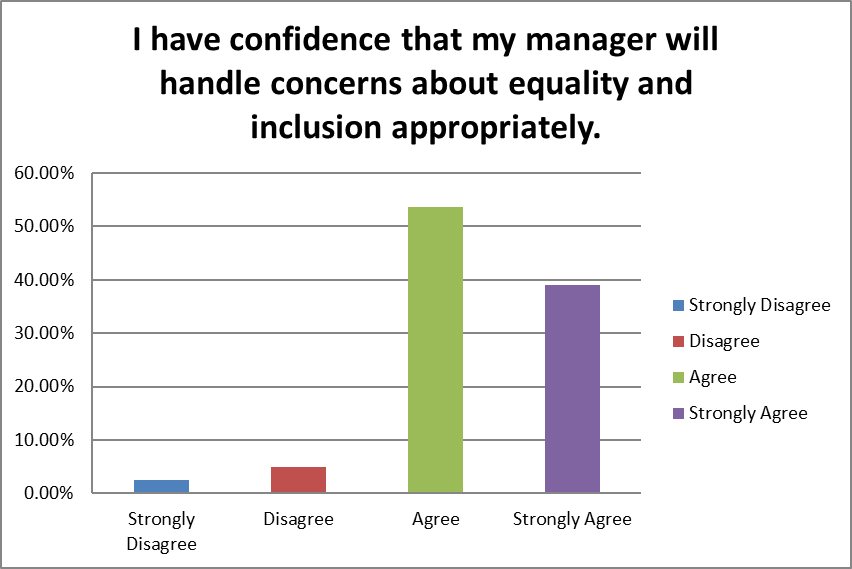 I have confidence that my manager will
handle concerns about equality and
inclusion appropriately.
60.00%
50.00%
40.00%
30.00%
20.00%
10.00%
0.00%
Strongly
Disagree
Disagree
Agree
Strongly Agree
Strongly Disagree
Disagree
Agree
Strongly Agree